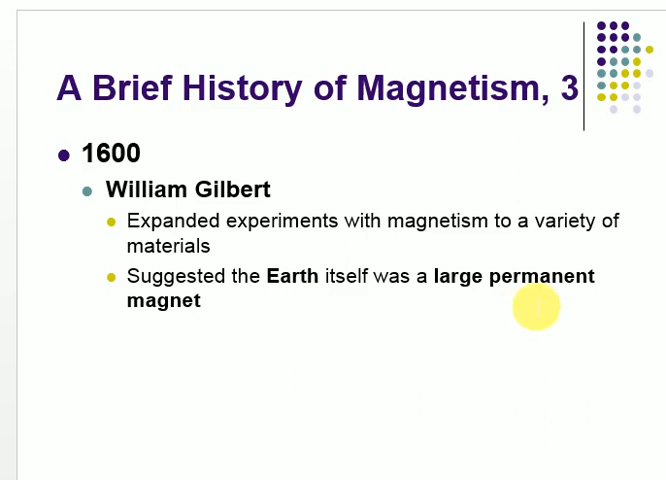 A Brief History of Magnetism, 3
1600
William Gilbert
Expanded experiments with magnetism to a variety of
materials
Suggested the Earth itself was a large permanent
magnet